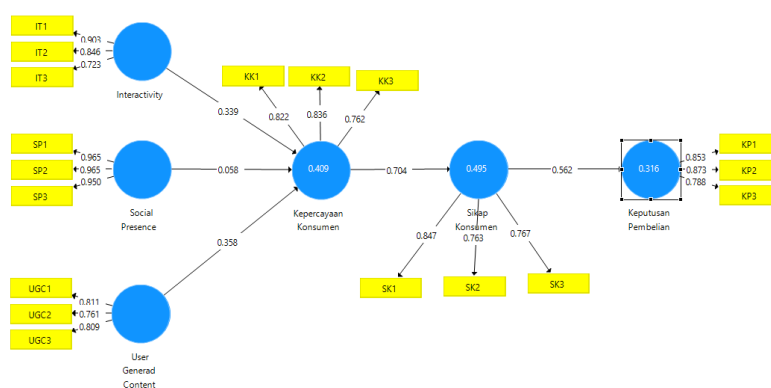 IT1
0.903
IT2
0.846
IT3
0.723
Interactivity
KK1
KK2
KK3
0.822
0.836
0.762
0.339
SP1
0.965
SP2
0.965
SP3
0.950
Social
Presence
0.058
0.409
Kepercayaan
Konsumen
0.704
0.495
Sikap
Konsumen
0.562
0.316
Keputusan
Pembelian
0.853
KP1
0.873
KP2
0.788
KP3
0.358
0.847
0.763
0.767
SK1
SK2
SK3
UGC1
0.811
UGC2
0.761
UGC3
0.809
User
Generad
Content